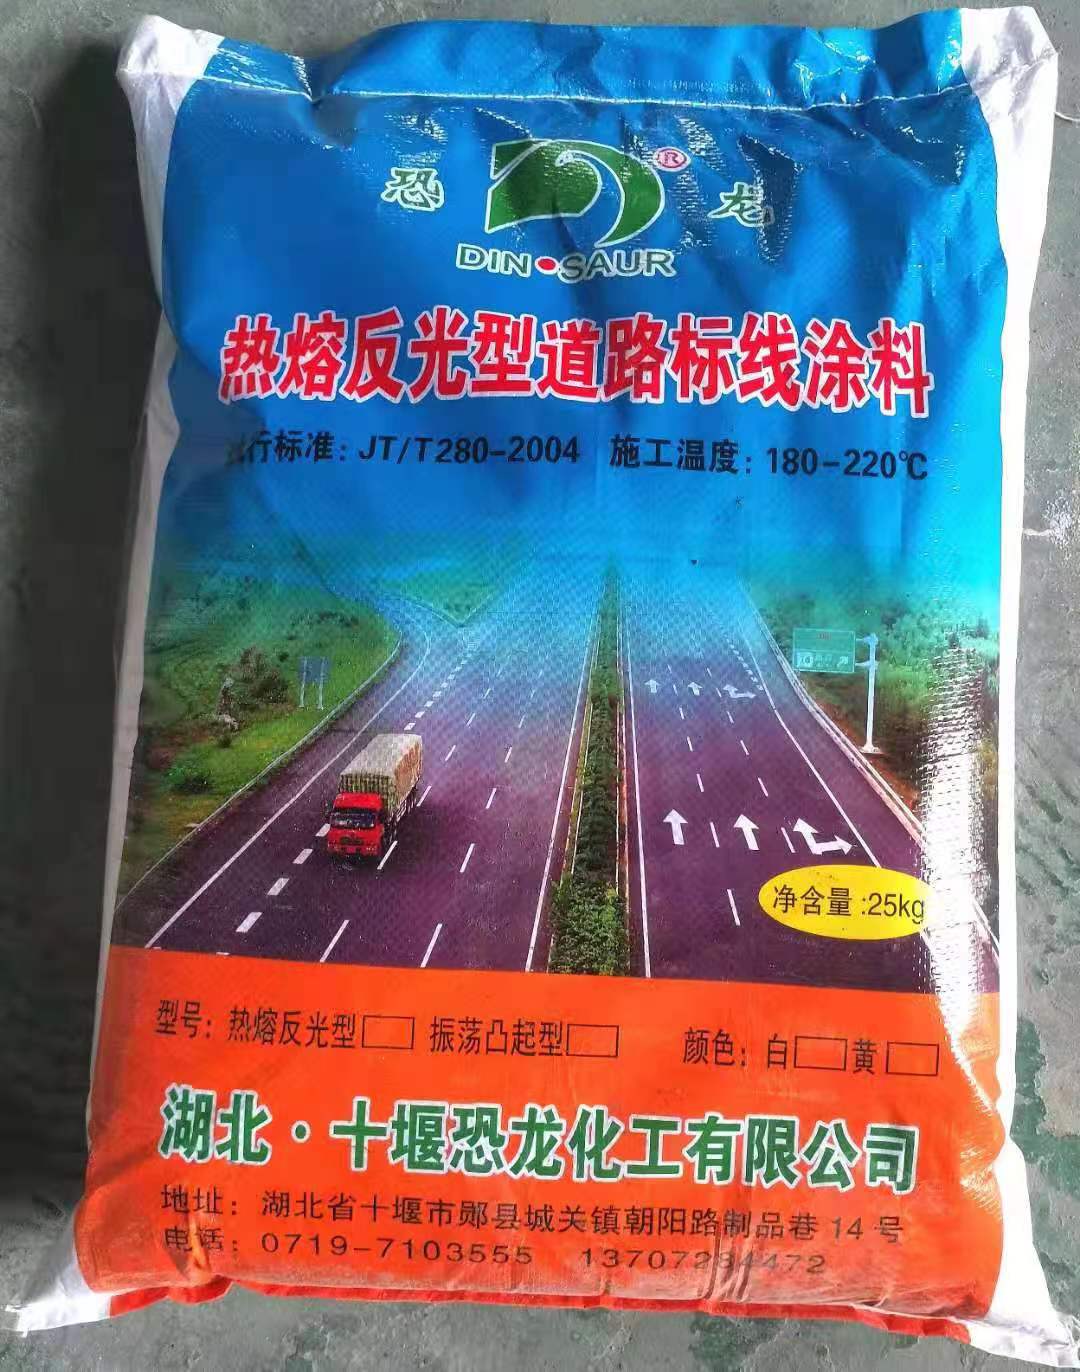 恐 ® 龙
DIN•SAUR
热熔反光型道路标线涂料
执行标准：JT/T280-2004 施工温度：180-220℃
净含量:25kg
型号：热熔反光型 振荡凸起型 颜色：白 黄
湖北·十堰恐龙化工有限公司
地址：湖北省十堰市郧县城关镇朝阳路制品巷14号
电话：0719-7103555 13707284472